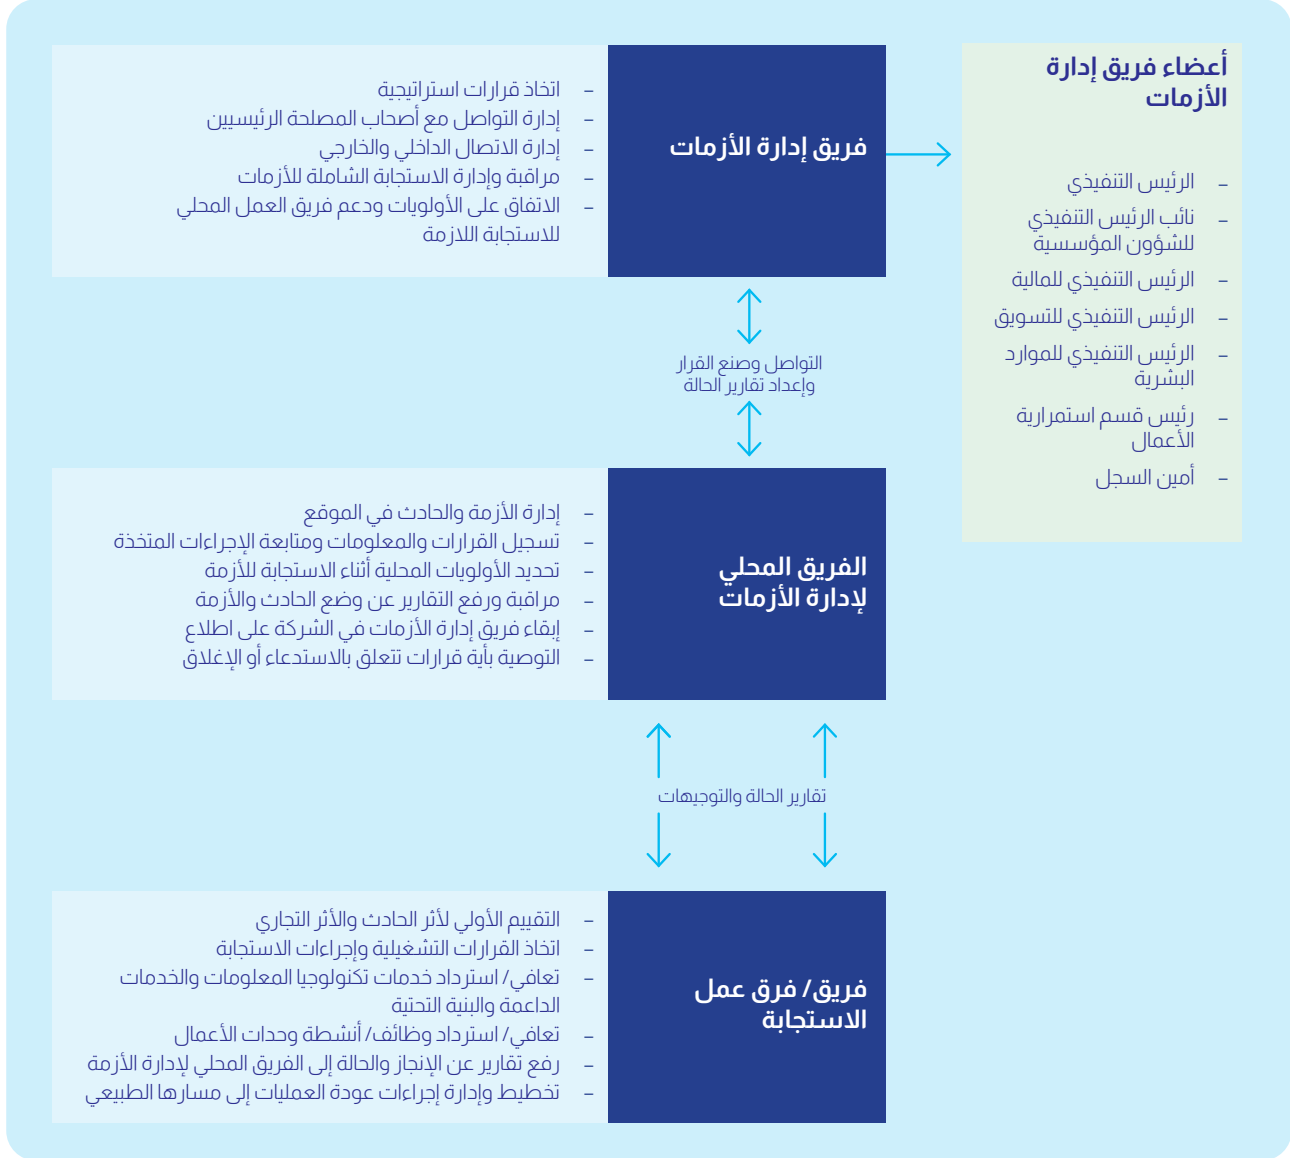 أعضاء فريق إدارة
الأزمات
– الرئيس التنفيذي
– نائب الرئيس التنفيذي
للشؤون المؤسسية
– الرئيس التنفيذي للمالية
– الرئيس التنفيذي للتسويق
– الرئيس التنفيذي للموارد
البشرية
– رئيس قسم استمرارية
الأعمال
– أمين السجل
فريق إدارة الأزمات
– اتخاذ قرارات استراتيجية
– إدارة التواصل مع أصحاب المصلحة الرئيسيين
– إدارة الاتصال الداخلي والخارجي
– مراقبة وإدارة الاستجابة الشاملة للأزمات
– الاتفاق على الأولويات ودعم فريق العمل المحلي
للاستجابة اللازمة
التواصل وصنع القرار
وإعداد تقارير الحالة
الفريق المحلي
لإدارة الأزمات
– إدارة الأزمة والحادث في الموقع
– تسجيل القرارات والمعلومات ومتابعة الإجراءات المتخذة
– تحديد الأولويات المحلية أثناء الاستجابة للأزمة
– مراقبة ورفع التقارير عن وضع الحادث والأزمة
– إبقاء فريق إدارة الأزمات في الشركة على اطلاع
– التوصية بأية قرارات تتعلق بالاستدعاء أو الإغلاق
تقارير الحالة والتوجيهات
فريق/ فرق عمل
الاستجابة
– التقييم الأولي لأثر الحادث والأثر التجاري
– اتخاذ القرارات التشغيلية وإجراءات الاستجابة
– تعافي/ استرداد خدمات تكنولوجيا المعلومات والخدمات
الداعمة والبنية التحتية
– تعافي/ استرداد وظائف/ أنشطة وحدات الأعمال
– رفع تقارير عن الإنجاز والحالة إلى الفريق المحلي لإدارة الأزمة
– تخطيط وإدارة إجراءات عودة العمليات إلى مسارها الطبيعي